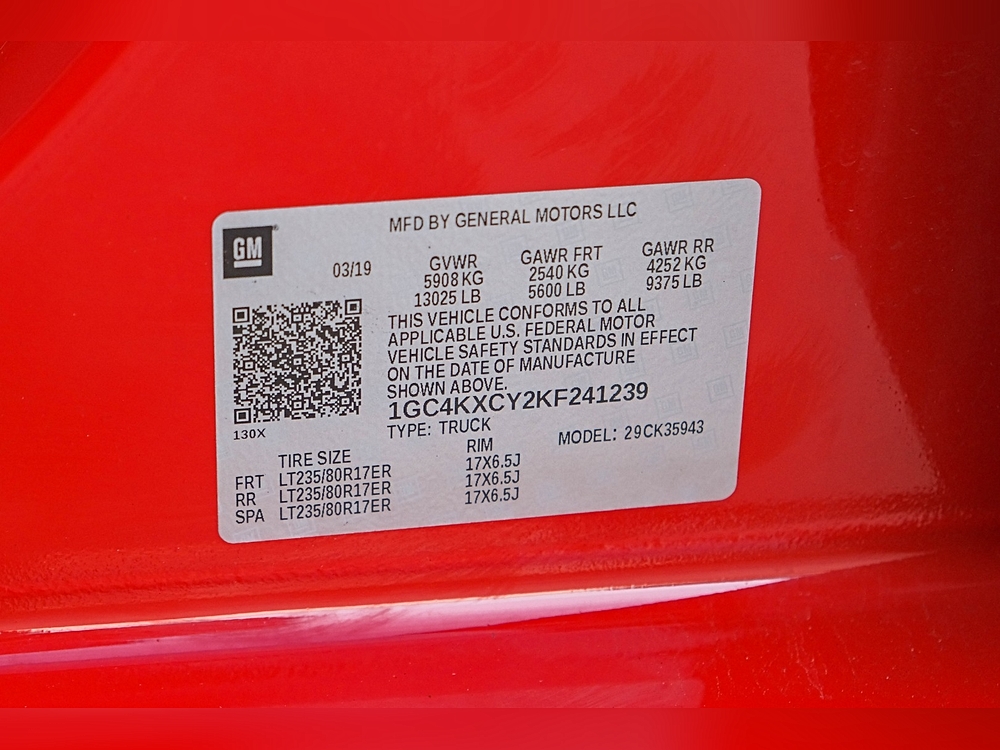 MFD BY GENERAL MOTORS LLC
GM
03/19
GVWR GAWR FRT GAWR RR
5908 KG 2540 KG 4252 KG
13025 LB 5600 LB 9375 LB
THIS VEHICLE CONFORMS TO ALL
APPLICABLE U.S. FEDERAL MOTOR
VEHICLE SAFETY STANDARDS IN EFFECT
ON THE DATE OF MANUFACTURE
SHOWN ABOVE.
1GC4KXCY2KF241239
130X
TYPE: TRUCK MODEL: 29CK35943
TIRE SIZE RIM
FRT LT235/80R17ER 17X6.5J
RR LT235/80R17ER 17X6.5J
SPA LT235/80R17ER 17X6.5J